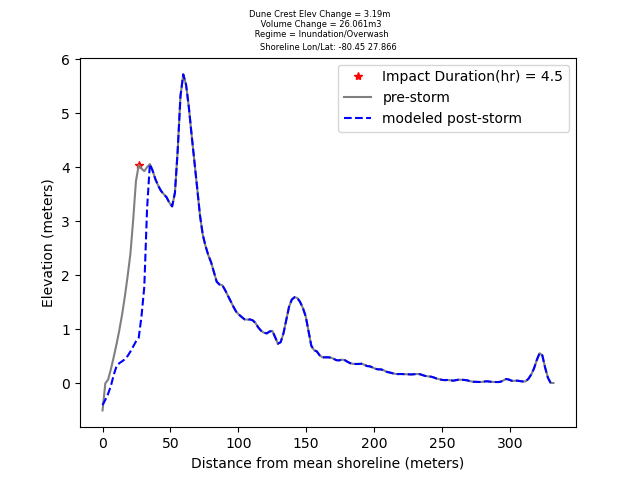 Dune Crest Elev Change = 3.19m
Volume Change = 26.061m3
Regime = Inundation/Overwash
Shoreline Lon/Lat: -80.45 27.866
Impact Duration(hr) = 4.5
pre-storm
modeled post-storm
Elevation (meters)
6
5
4
3
2
1
0
0 50 100 150 200 250 300
Distance from mean shoreline (meters)